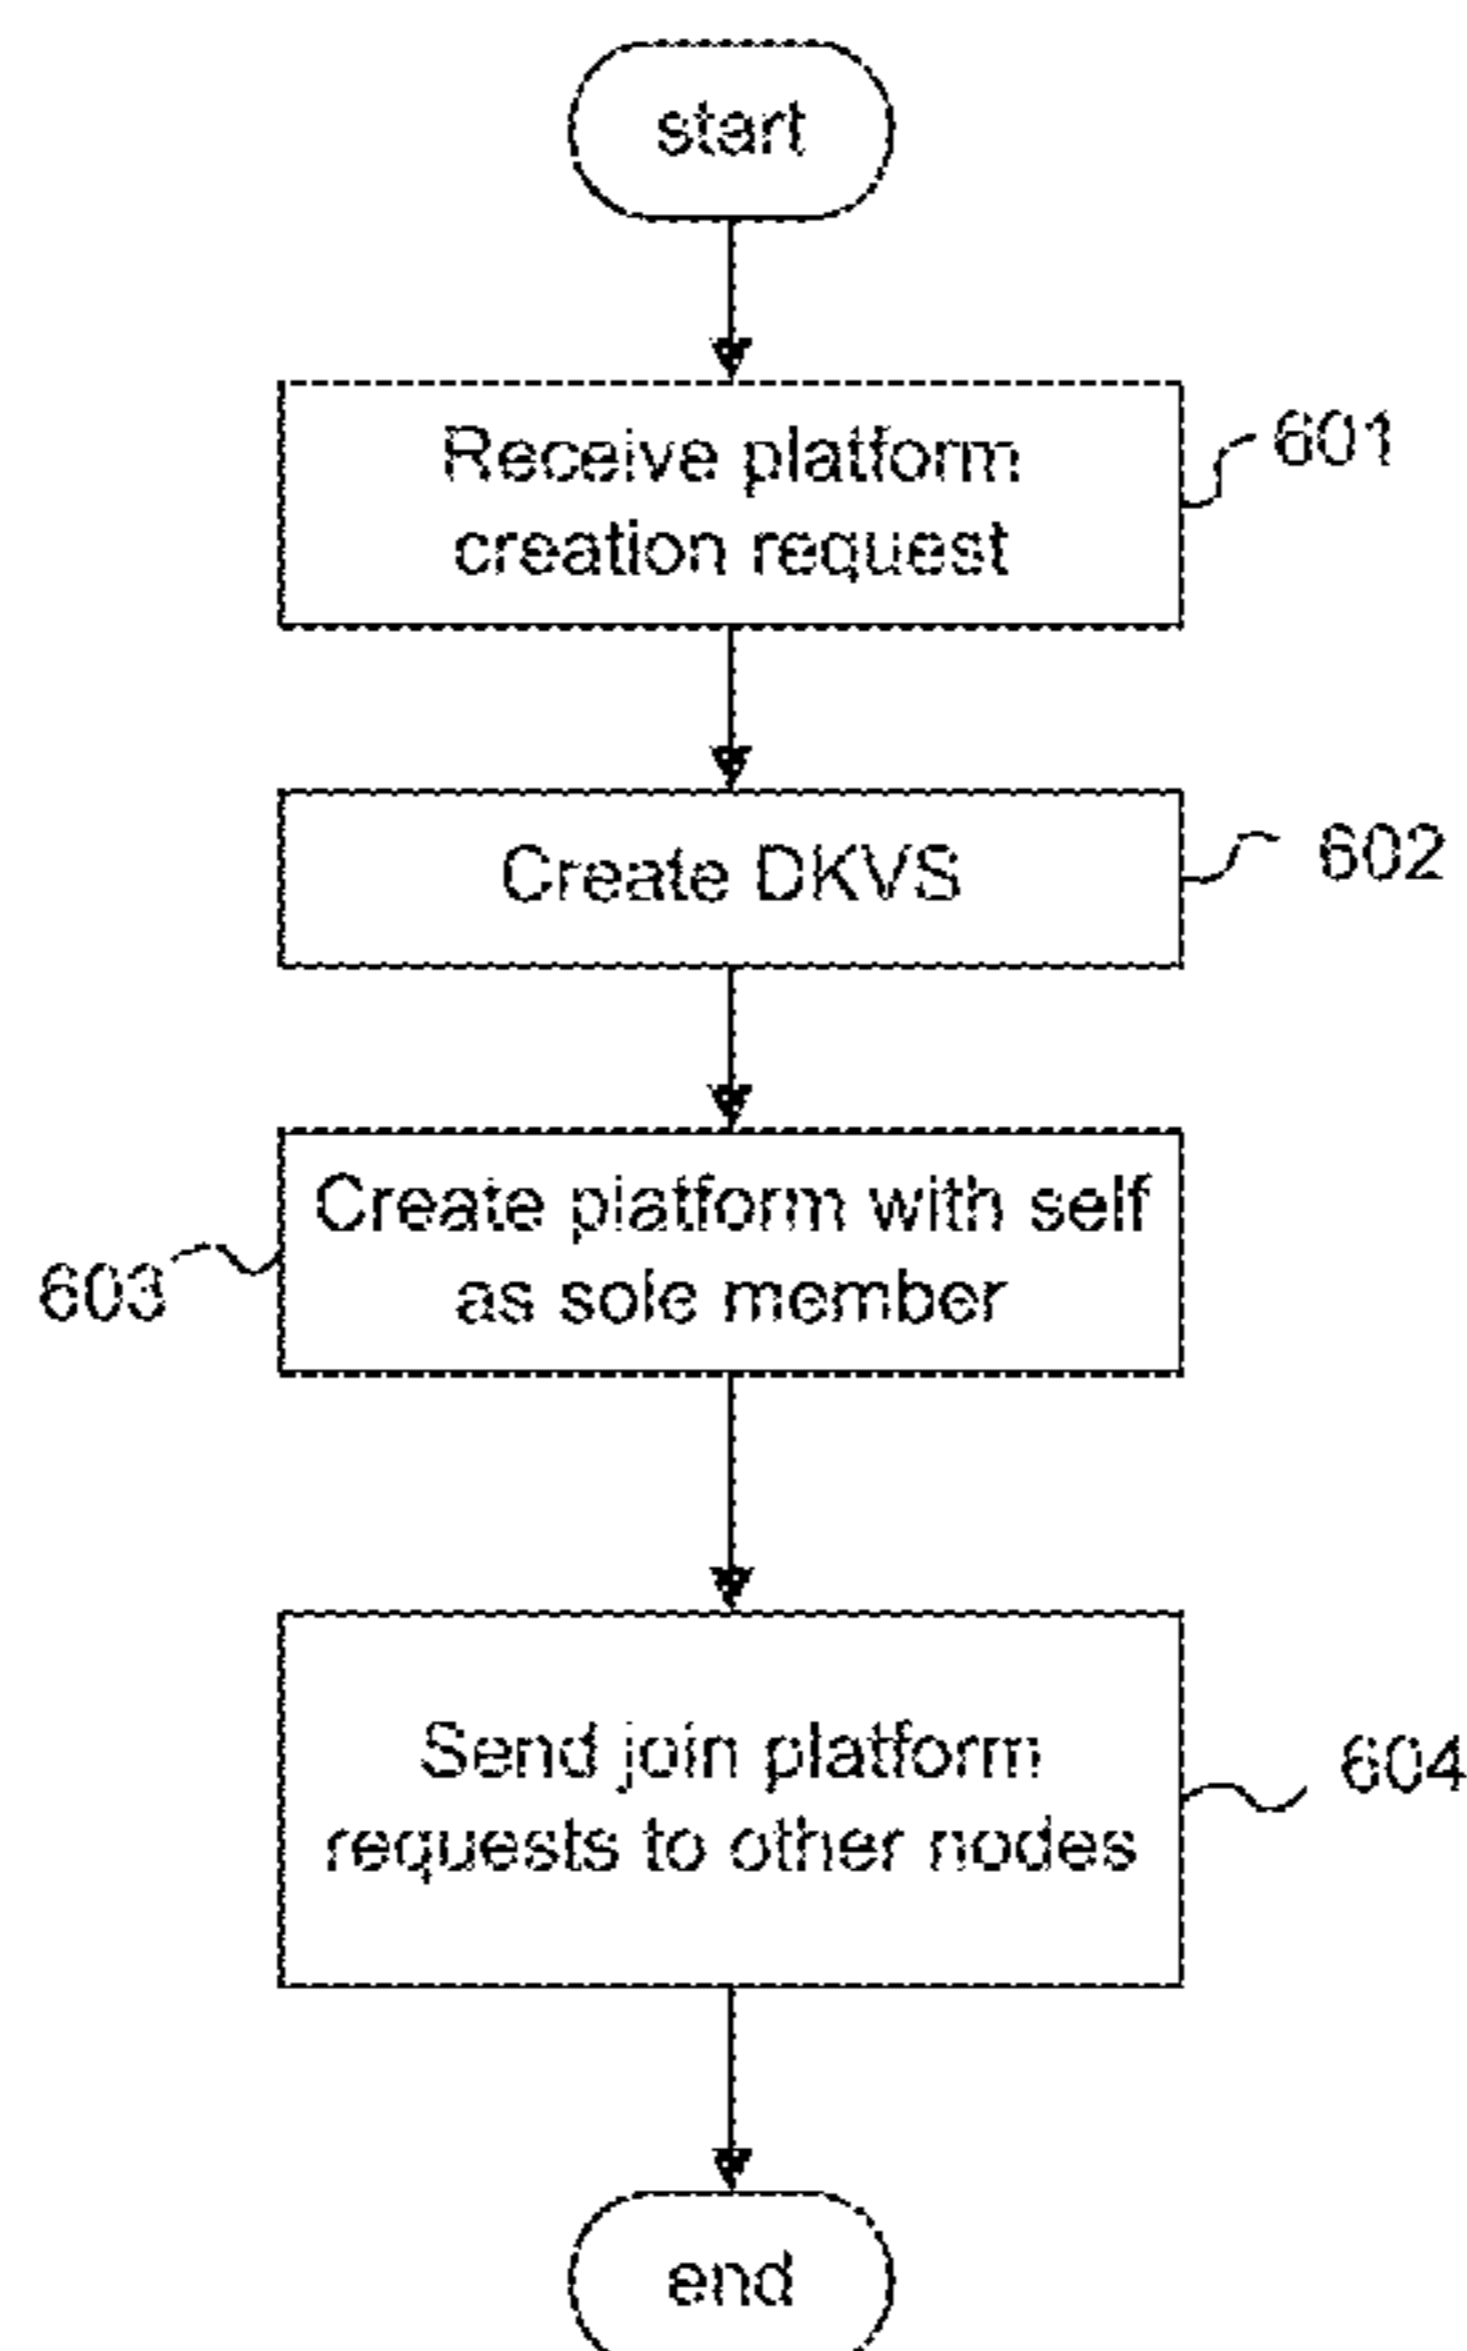 start
Receive platform
creation request
601
Create DKVS
602
Create platform with self
as sole member
603
Send join platform
requests to other nodes
604
end